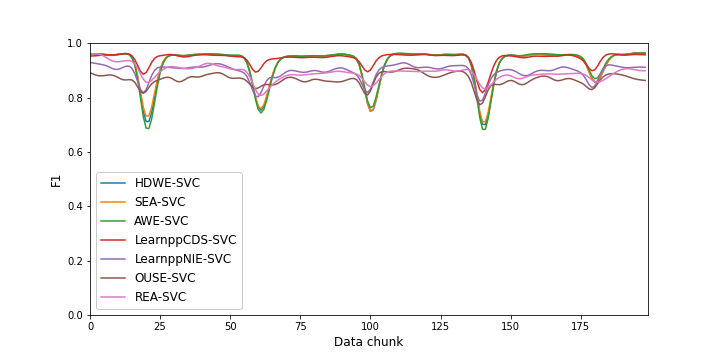 1.0
0.8
0.6
0.4
0.2
0.0
F1
HDWE-SVC
SEA-SVC
AWE-SVC
LearnppCDS-SVC
LearnppNIE-SVC
OUSE-SVC
REA-SVC
0 25 50 75 100 125 150 175
Data chunk